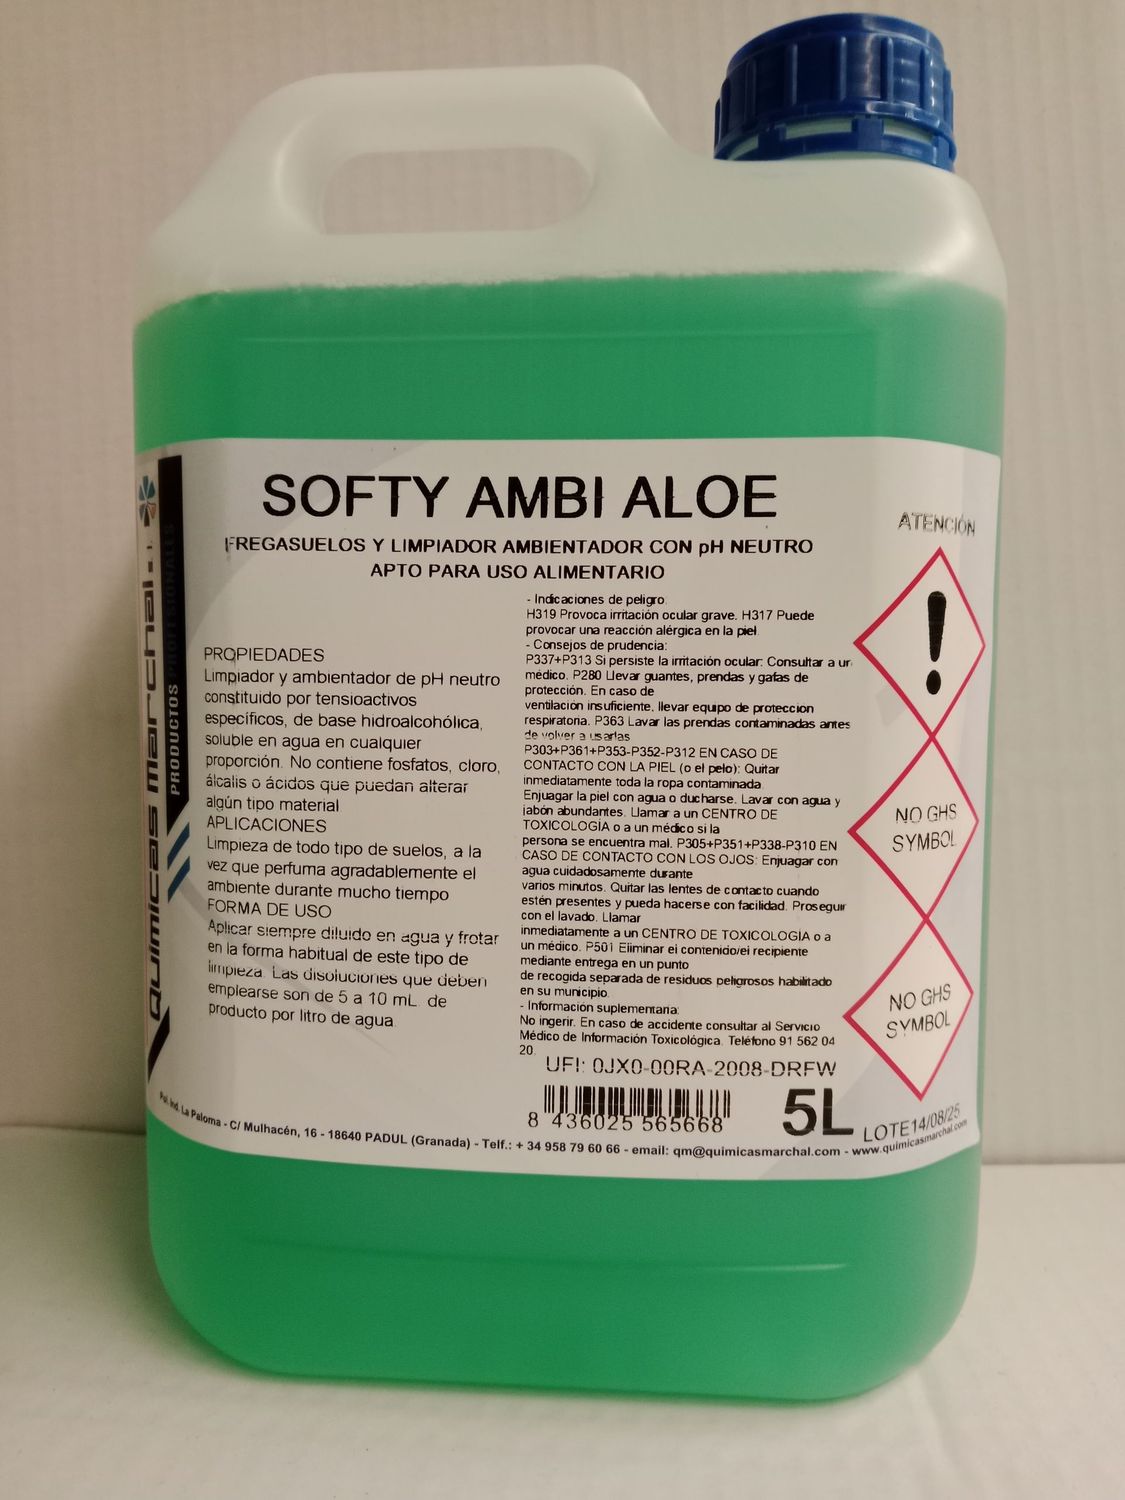 SOFTY AMBI ALOE
FREGASUELOS Y LIMPIADOR AMBIENTADOR CON pH NEUTRO
APTO PARA USO ALIMENTARIO
Químicas Marchal S.L.
PRODUCTOS PROFESIONALES
PROPIEDADES
Limpiador y ambientador de pH neutro
constituido por tensioactivos
específicos, de base hidroalcohólica,
soluble en agua en cualquier
proporción. No contiene fosfatos, cloro,
álcalis o ácidos que puedan alterar
algún tipo material
APLICACIONES
Limpieza de todo tipo de suelos, a la
vez que perfuma agradablemente el
ambiente durante mucho tiempo
FORMA DE USO
Aplicar siempre diluido en agua y frotar
en la forma habitual de este tipo de
limpieza. Las disoluciones que deben
emplearse son de 5 a 10 mL de
producto por litro de agua
- Indicaciones de peligro:
H319 Provoca irritación ocular grave. H317 Puede
provocar una reacción alérgica en la piel
- Consejos de prudencia:
P337+P313 Si persiste la irritación ocular: Consultar a un
médico. P280 Llevar guantes, prendas y gafas de
protección. En caso de
ventilación insuficiente, llevar equipo de protección
respiratoria. P363 Lavar las prendas contaminadas antes
de volver a usarlas
P303+P361+P353-P352-P312 EN CASO DE
CONTACTO CON LA PIEL (o el pelo): Quitar
inmediatamente toda la ropa contaminada
Enjuagar la piel con agua o ducharse. Lavar con agua y
jabón abundantes. Llamar a un CENTRO DE
TOXICOLOGÍA o a un médico si la
persona se encuentra mal. P305+P351+P338-P310 EN
CASO DE CONTACTO CON LOS OJOS: Enjuagar con
agua cuidadosamente durante
varios minutos. Quitar las lentes de contacto cuando
estén presentes y pueda hacerse con facilidad. Proseguir
con el lavado. Llamar
inmediatamente a un CENTRO DE TOXICOLOGÍA o a
un médico. P501 Eliminar el contenido/el recipiente
mediante entrega en un punto
de recogida separada de residuos peligrosos habilitado
en su municipio
- Información suplementaria:
No ingerir. En caso de accidente consultar al Servicio
Médico de Información Toxicológica. Teléfono 91 562 04
20
UFI: 0JX0-00RA-2008-DRFW
8 436025 565668
5L
ATENCIÓN
NO GHS
SYMBOL
NO GHS
SYMBOL
LOTE14/08/25
Pol. Ind. La Paloma - C/ Mulhacén, 16 - 18640 PADUL (Granada) - Telf.: + 34 958 79 60 66 - email: qm@quimicasmarchal.com - www.quimicasmarchal.com